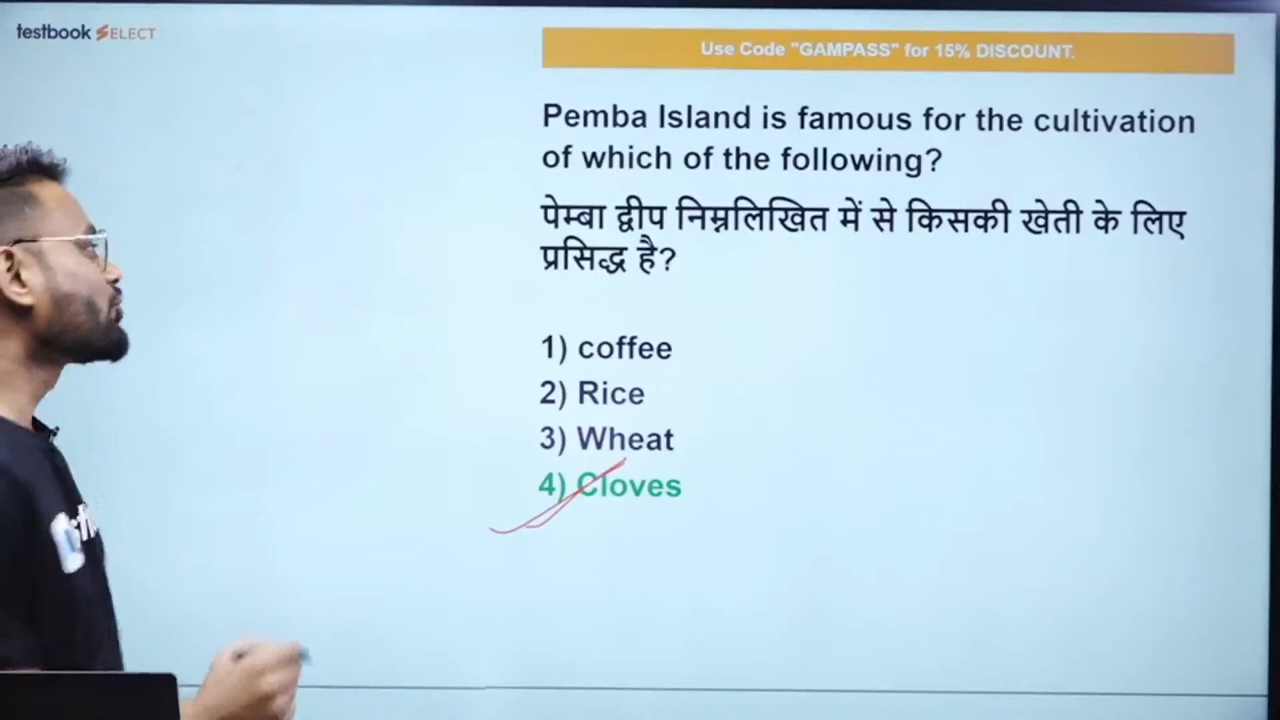 testbook SELECT
Use Code "GAMPASS" for 15% DISCOUNT.
Pemba Island is famous for the cultivation
of which of the following?
पेम्बा द्वीप निम्नलिखित में से किसकी खेती के लिए
प्रसिद्ध है?
1) coffee
2) Rice
3) Wheat
4) Cloves